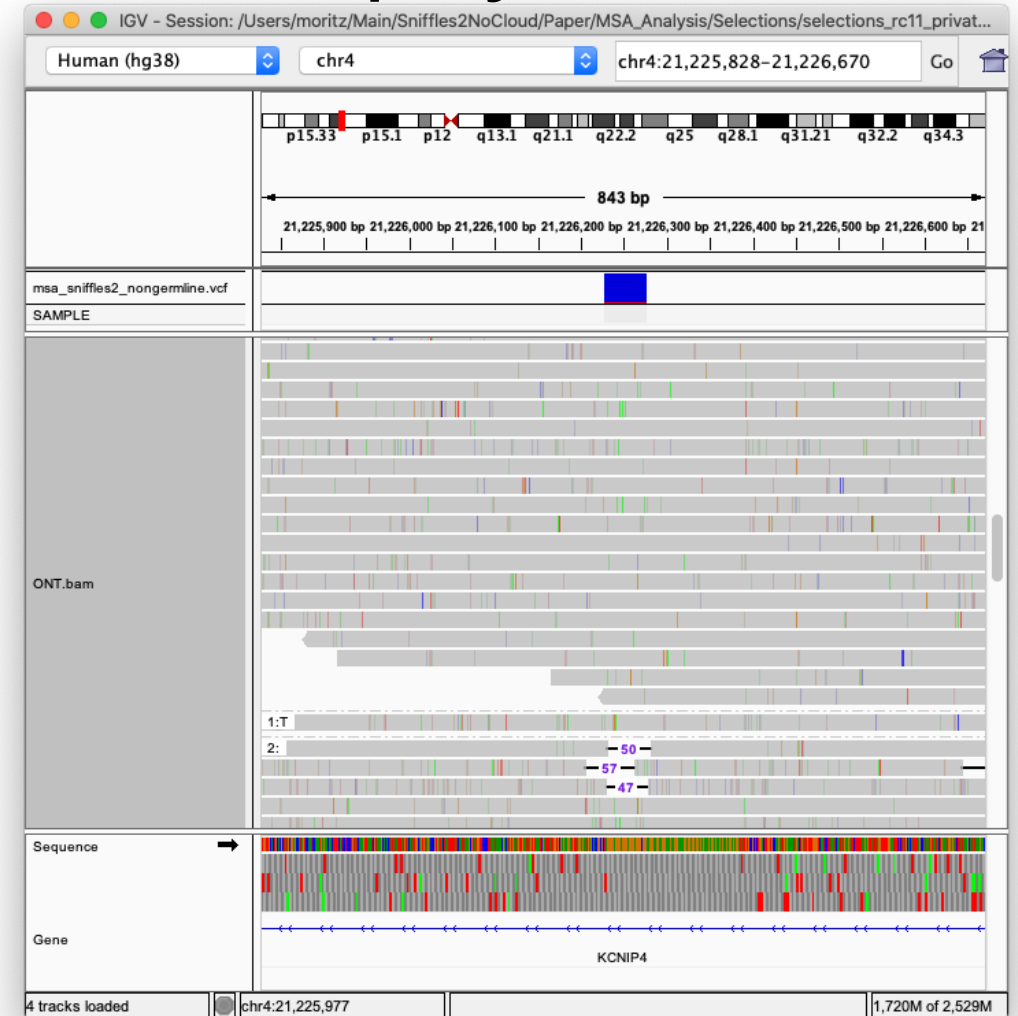 IGV - Session: /Users/moritz/Main/Sniffles2NoCloud/Paper/MSA_Analysis/Selections/selections_rc11_privat...
Human (hg38) chr4 chr4:21,225,828-21,226,670 Go
p15.33 p15.1 p12 q13.1 q21.1 q22.2 q25 q28.1 q31.21 q32.2 q34.3
843 bp
21,225,900 bp 21,226,000 bp 21,226,100 bp 21,226,200 bp 21,226,300 bp 21,226,400 bp 21,226,500 bp 21,226,600 bp 21
msa_sniffles2_nongermline.vcf
SAMPLE
ONT.bam
1:T
2: 50
57
47
Sequence
Gene
KCNIP4
4 tracks loaded chr4:21,225,977 1,720M of 2,529M